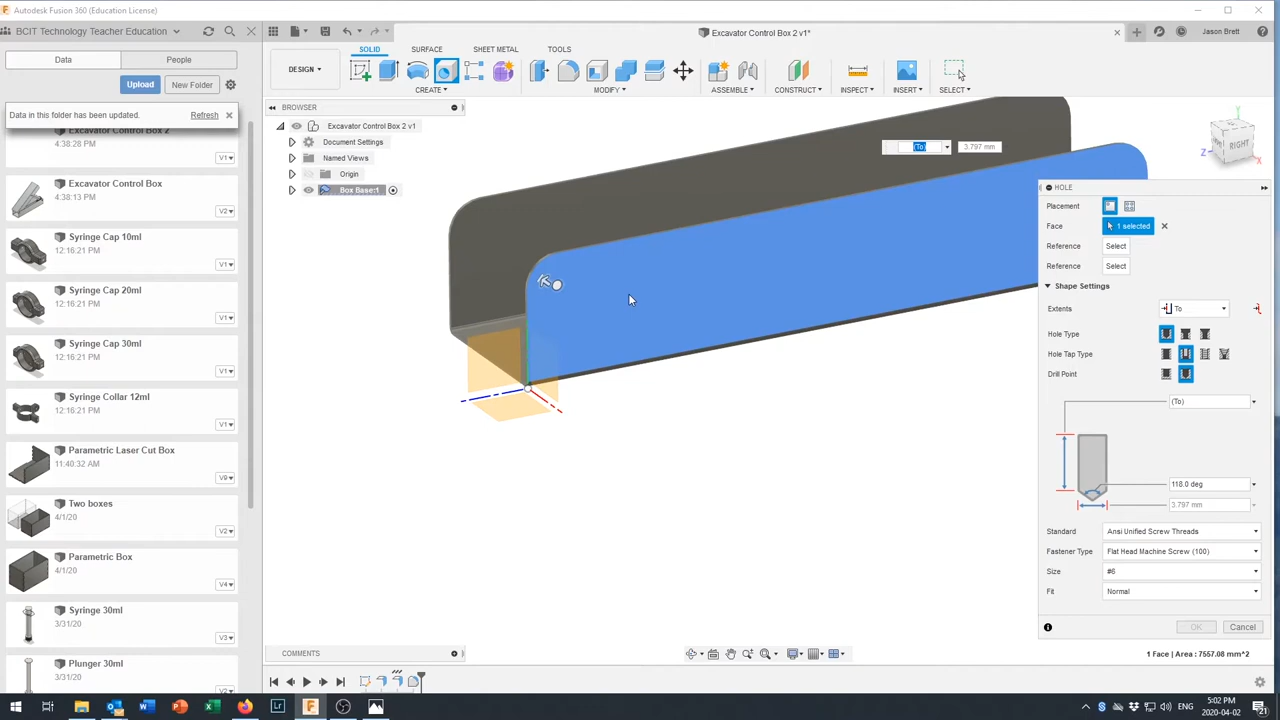 Autodesk Fusion 360 (Education License)
BCIT Technology Teacher Education
Excavator Control Box 2 v1*
Jason Brett
Data
People
SOLID
SURFACE
SHEET METAL
TOOLS
DESIGN
CREATE
MODIFY
ASSEMBLE
CONSTRUCT
INSPECT
INSERT
SELECT
Upload
New Folder
Data in this folder has been updated.
Refresh
BROWSER
Excavator Control Box 2 v1
Document Settings
Named Views
Origin
Box Base:1
Excavator Control Box 2
4:38:28 PM
V1
Excavator Control Box
4:38:13 PM
V2
Syringe Cap 10ml
12:16:21 PM
V1
Syringe Cap 20ml
12:16:21 PM
V1
Syringe Cap 30ml
12:16:21 PM
V1
Syringe Collar 12ml
12:16:21 PM
V1
Parametric Laser Cut Box
11:40:32 AM
V9
Two boxes
4/1/20
V2
Parametric Box
4/1/20
V4
Syringe 30ml
3/31/20
V3
Plunger 30ml
3/31/20
(To)
3.797 mm
Y
Z
X
RIGHT
HOLE
Placement
Face
1 selected
Reference
Select
Reference
Select
Shape Settings
Extents
To
Hole Type
Hole Tap Type
Drill Point
(To)
118.0 deg
3.797 mm
Standard
Ansi Unified Screw Threads
Fastener Type
Flat Head Machine Screw (100)
Size
#6
Fit
Normal
OK
Cancel
COMMENTS
1 Face | Area : 7557.08 mm^2
ENG
5:02 PM
2020-04-02